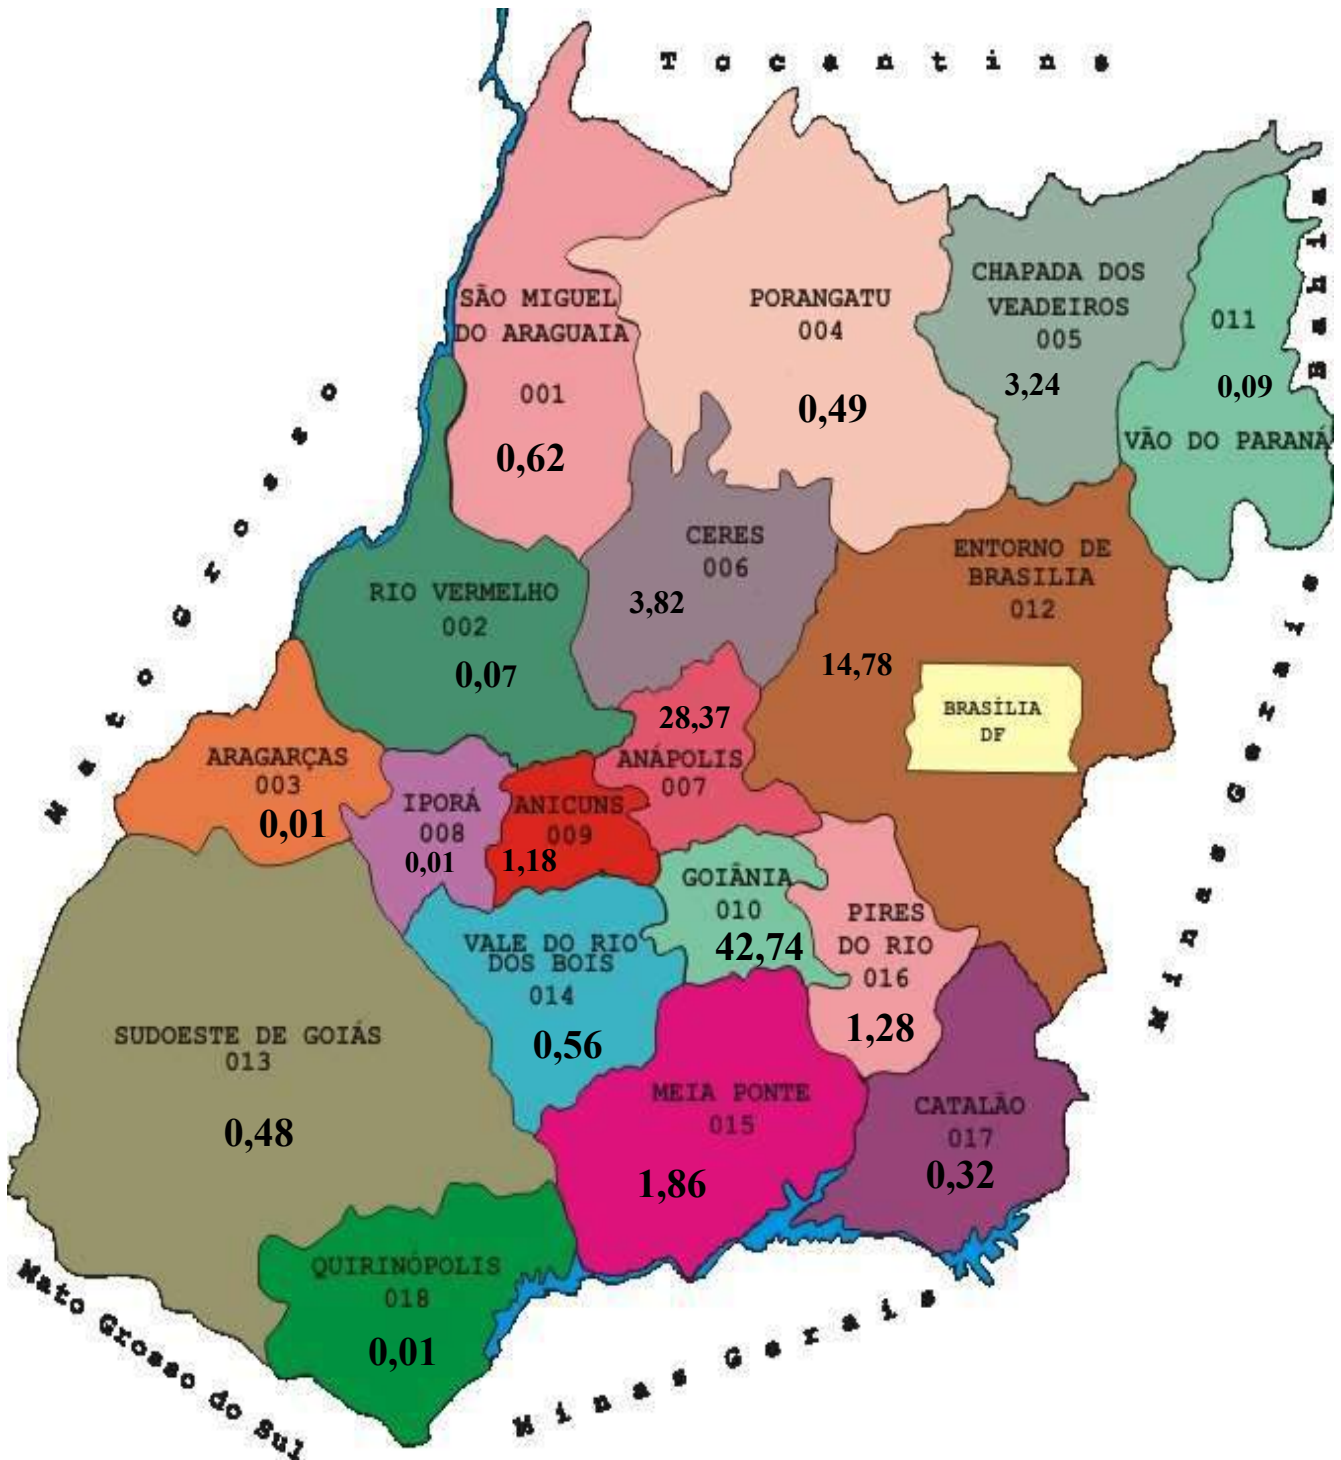 Tocantins
SÃO MIGUEL
DO ARAGUAIA
001
0,62
PORANGATU
004
0,49
CHAPADA DOS
VEADEIROS
005
3,24
011
0,09
VÃO DO PARANÁ
Bahia
Mato Grosso
RIO VERMELHO
002
0,07
CERES
006
3,82
ENTORNO DE
BRASILIA
012
14,78
BRASÍLIA
DF
Minas Gerais
ARAGARÇAS
003
0,01
IPORÁ
008
0,01
ANICUNS
009
1,18
28,37
ANÁPOLIS
007
GOIÂNIA
010
42,74
PIRES
DO RIO
016
1,28
VALE DO RIO
DOS BOIS
014
0,56
SUDOESTE DE GOIÁS
013
0,48
MEIA PONTE
015
1,86
CATALÃO
017
0,32
QUIRINÓPOLIS
018
0,01
Mato Grosso do Sul
Minas Gerais